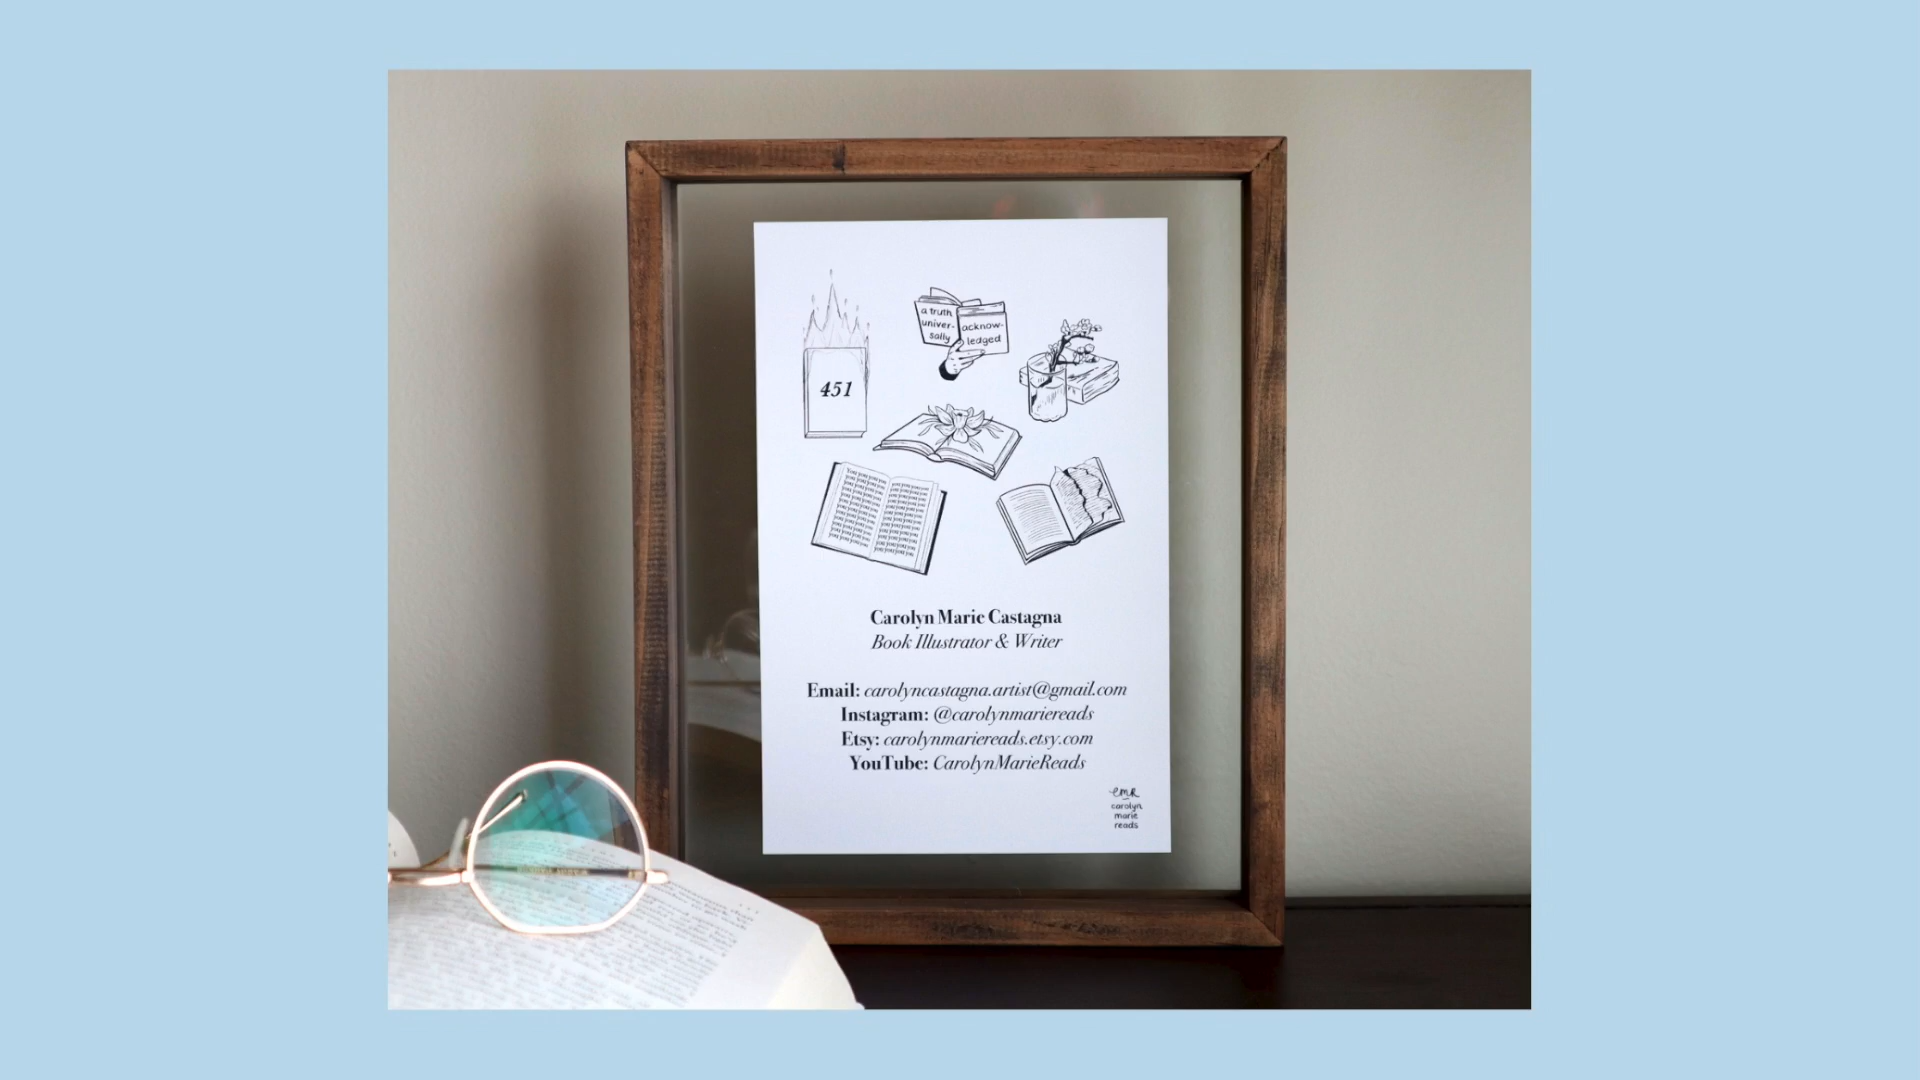 451
a truth
univer-
sally
acknow-
ledged
Carolyn Marie Castagna
Book Illustrator & Writer
Email: carolyncastagna.artist@gmail.com
Instagram: @carolynmariereads
Etsy: carolynmariereads.etsy.com
YouTube: CarolynMarieReads
cmR
carolyn
marie
reads